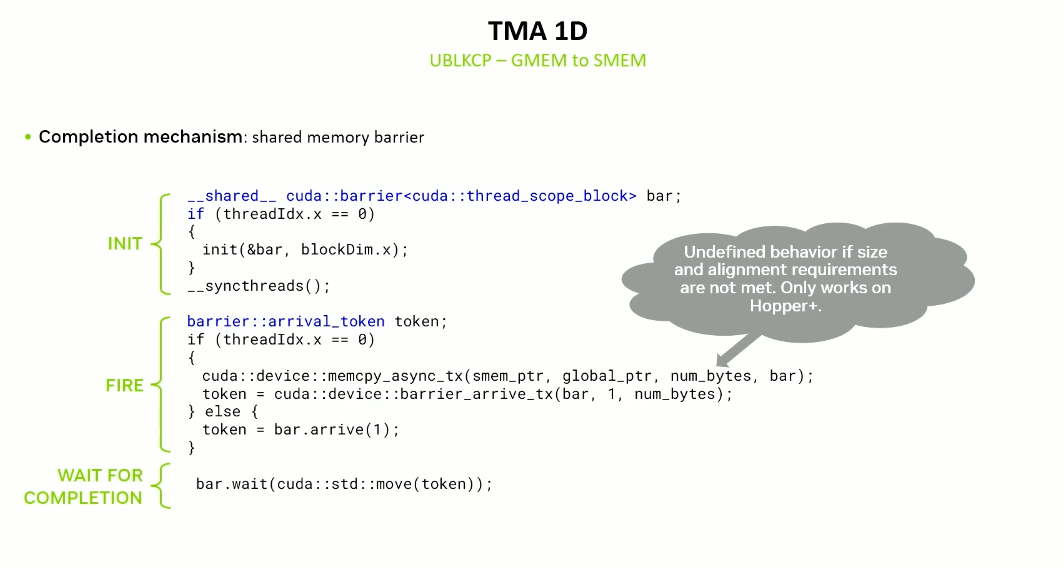 TMA 1D
UBLKCP – GMEM to SMEM
• Completion mechanism: shared memory barrier
INIT
__shared__ cuda::barrier<cuda::thread_scope_block> bar;
if (threadIdx.x == 0)
{
  init(&bar, blockDim.x);
}
__syncthreads();
Undefined behavior if size
and alignment requirements
are not met. Only works on
Hopper+.
FIRE
barrier::arrival_token token;
if (threadIdx.x == 0)
{
  cuda::device::memcpy_async_tx(smem_ptr, global_ptr, num_bytes, bar);
  token = cuda::device::barrier_arrive_tx(bar, 1, num_bytes);
} else {
  token = bar.arrive(1);
}
WAIT FOR
COMPLETION
bar.wait(cuda::std::move(token));